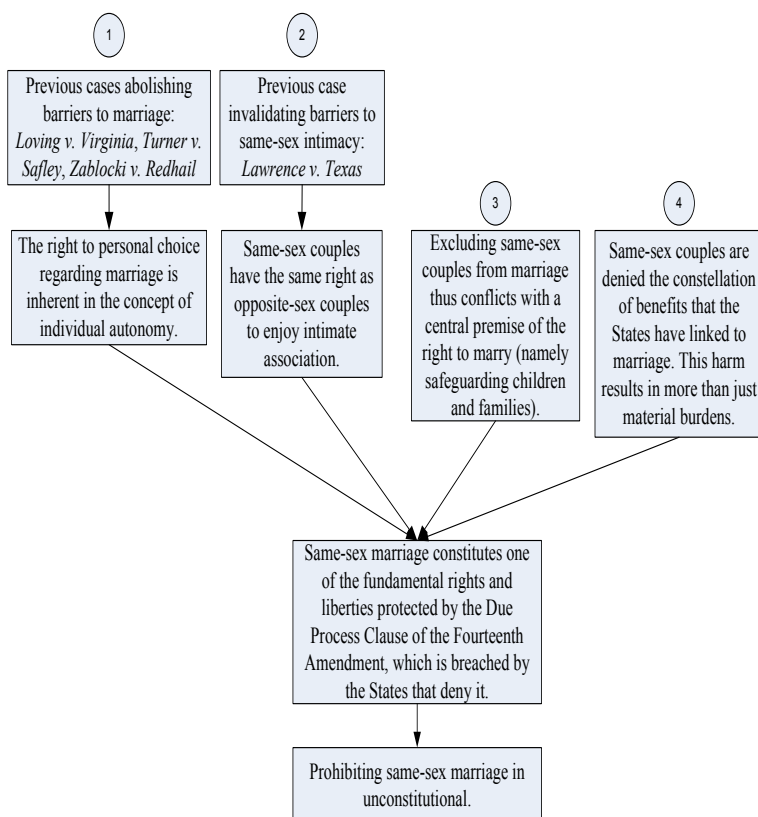 1
Previous cases abolishing
barriers to marriage:
Loving v. Virginia, Turner v.
Safley, Zablocki v. Redhail
The right to personal choice
regarding marriage is
inherent in the concept of
individual autonomy.
2
Previous case
invalidating barriers to
same-sex intimacy:
Lawrence v. Texas
Same-sex couples
have the same right as
opposite-sex couples
to enjoy intimate
association.
3
Excluding same-sex
couples from marriage
thus conflicts with a
central premise of the
right to marry (namely
safeguarding children
and families).
4
Same-sex couples are
denied the constellation
of benefits that the
States have linked to
marriage. This harm
results in more than just
material burdens.
Same-sex marriage constitutes one
of the fundamental rights and
liberties protected by the Due
Process Clause of the Fourteenth
Amendment, which is breached by
the States that deny it.
Prohibiting same-sex marriage in
unconstitutional.